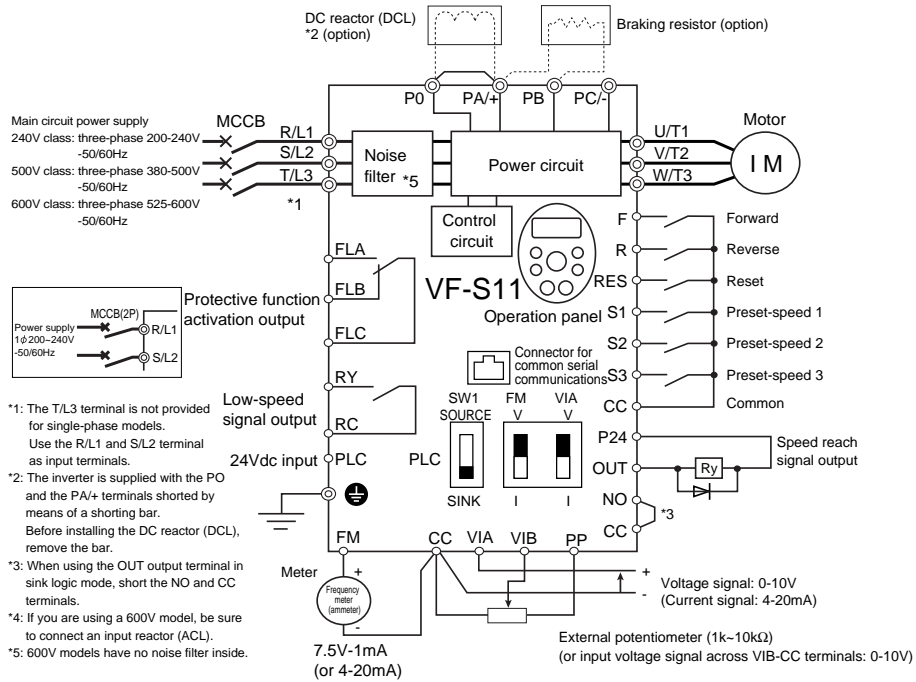 DC reactor (DCL)
*2 (option)
Braking resistor (option)
P0
PA/+
PB
PC/-
Main circuit power supply
240V class: three-phase 200-240V
-50/60Hz
500V class: three-phase 380-500V
-50/60Hz
600V class: three-phase 525-600V
-50/60Hz
MCCB
R/L1
S/L2
T/L3
*1
Noise
filter *5
Power circuit
Control
circuit
U/T1
V/T2
W/T3
Motor
I M
FLA
FLB
FLC
Protective function
activation output
VF-S11
Operation panel
F
R
RES
S1
S2
S3
CC
Forward
Reverse
Reset
Preset-speed 1
Preset-speed 2
Preset-speed 3
Common
MCCB(2P)
Power supply
1ϕ200~240V
-50/60Hz
R/L1
S/L2
Connector for
common serial
communications
RY
RC
Low-speed
signal output
24Vdc input
PLC
SW1
SOURCE
PLC
SINK
FM
V
I
VIA
V
I
P24
OUT
NO
CC
Ry
*3
Speed reach
signal output
*1: The T/L3 terminal is not provided
for single-phase models.
Use the R/L1 and S/L2 terminal
as input terminals.
*2: The inverter is supplied with the PO
and the PA/+ terminals shorted by
means of a shorting bar.
Before installing the DC reactor (DCL),
remove the bar.
*3: When using the OUT output terminal in
sink logic mode, short the NO and CC
terminals.
*4: If you are using a 600V model, be sure
to connect an input reactor (ACL).
*5: 600V models have no noise filter inside.
FM
CC
VIA
VIB
PP
Meter
+
Frequency
meter
(ammeter)
-
7.5V-1mA
(or 4-20mA)
+
-
Voltage signal: 0-10V
(Current signal: 4-20mA)
External potentiometer (1k~10kΩ)
(or input voltage signal across VIB-CC terminals: 0-10V)